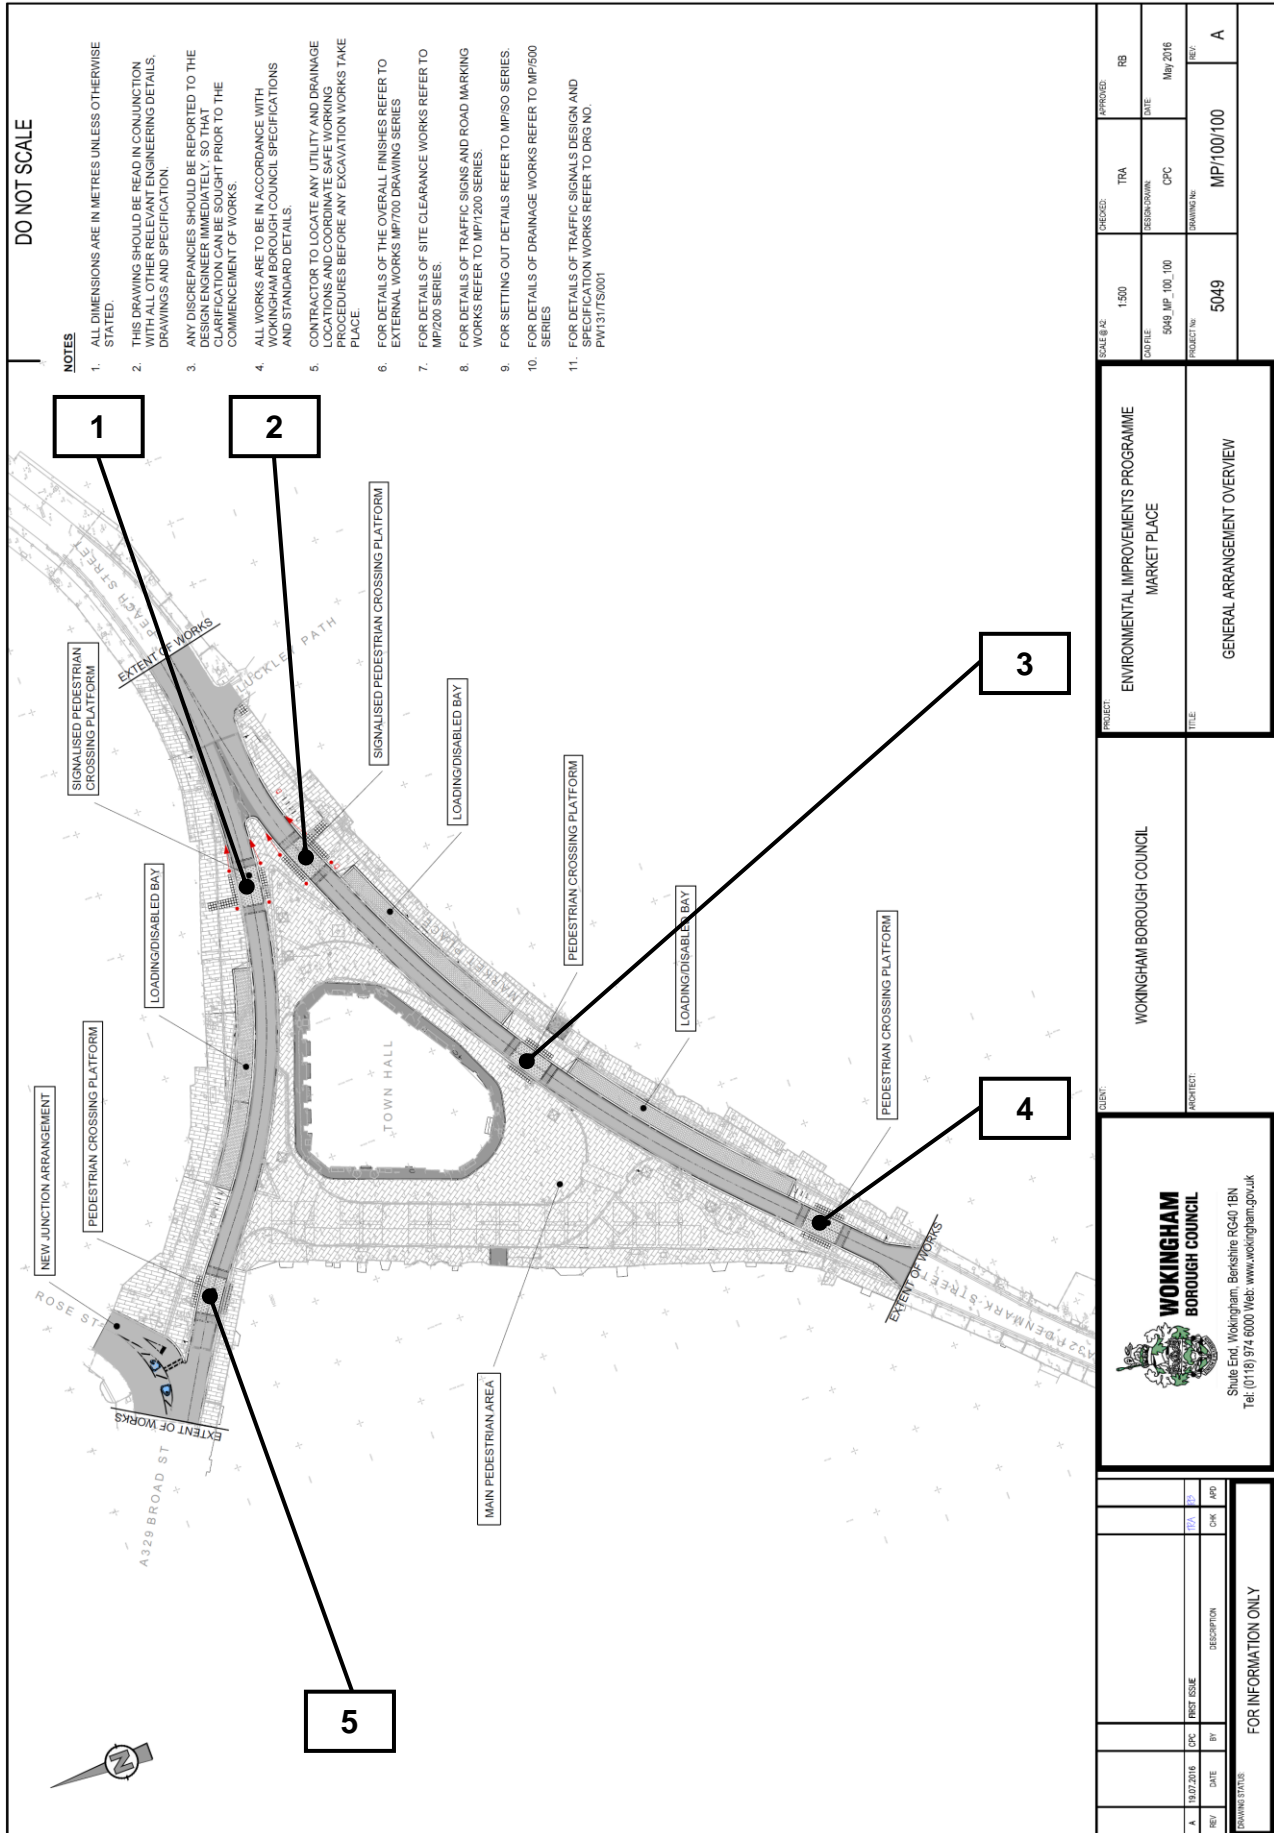 DO NOT SCALE
NOTES
1. ALL DIMENSIONS ARE IN METRES UNLESS OTHERWISE
STATED.
2. THIS DRAWING SHOULD BE READ IN CONJUNCTION
WITH ALL OTHER RELEVANT ENGINEERING DETAILS,
DRAWINGS AND SPECIFICATION.
3. ANY DISCREPANCIES SHOULD BE REPORTED TO THE
DESIGN ENGINEER IMMEDIATELY, SO THAT
CLARIFICATION CAN BE SOUGHT PRIOR TO THE
COMMENCEMENT OF WORKS.
4. ALL WORKS ARE TO BE IN ACCORDANCE WITH
WOKINGHAM BOROUGH COUNCIL SPECIFICATIONS
AND STANDARD DETAILS.
5. CONTRACTOR TO LOCATE ANY UTILITY AND DRAINAGE
LOCATIONS AND COORDINATE SAFE WORKING
PROCEDURES BEFORE ANY EXCAVATION WORKS TAKE
PLACE.
6. FOR DETAILS OF THE OVERALL FINISHES REFER TO
EXTERNAL WORKS MP/700 DRAWING SERIES
7. FOR DETAILS OF SITE CLEARANCE WORKS REFER TO
MP/200 SERIES.
8. FOR DETAILS OF TRAFFIC SIGNS AND ROAD MARKING
WORKS REFER TO MP/1200 SERIES.
9. FOR SETTING OUT DETAILS REFER TO MP/SO SERIES.
10. FOR DETAILS OF DRAINAGE WORKS REFER TO MP/500
SERIES
11. FOR DETAILS OF TRAFFIC SIGNALS DESIGN AND
SPECIFICATION WORKS REFER TO DRG NO.
PW131/TS/001
1
2
3
4
5
NEW JUNCTION ARRANGEMENT
PEDESTRIAN CROSSING PLATFORM
LOADING/DISABLED BAY
SIGNALISED PEDESTRIAN
CROSSING PLATFORM
SIGNALISED PEDESTRIAN CROSSING PLATFORM
LOADING/DISABLED BAY
PEDESTRIAN CROSSING PLATFORM
LOADING/DISABLED BAY
PEDESTRIAN CROSSING PLATFORM
MAIN PEDESTRIAN AREA
EXTENT OF WORKS
EXTENT OF WORKS
EXTENT OF WORKS
PEACH STREET
LUCKLEY PATH
MARKET PLACE
TOWN HALL
ROSE ST
A329 BROAD ST
A321 DENMARK STREET
N
A 19.07.2016 CPC FIRST ISSUE TRA RB
REV DATE BY DESCRIPTION CHK APD
DRAWING STATUS:
FOR INFORMATION ONLY
WOKINGHAM
BOROUGH COUNCIL
Shute End, Wokingham, Berkshire RG40 1BN
Tel: (0118) 974 6000 Web: www.wokingham.gov.uk
CLIENT:
WOKINGHAM BOROUGH COUNCIL
ARCHITECT:
PROJECT:
ENVIRONMENTAL IMPROVEMENTS PROGRAMME
MARKET PLACE
TITLE:
GENERAL ARRANGEMENT OVERVIEW
SCALE @ A2: CHECKED: APPROVED:
1:500 TRA RB
CAD FILE: DESIGN-DRAWN: DATE:
5049_MP_100_100 CPC May 2016
PROJECT No: DRAWING No: REV:
5049 MP/100/100 A